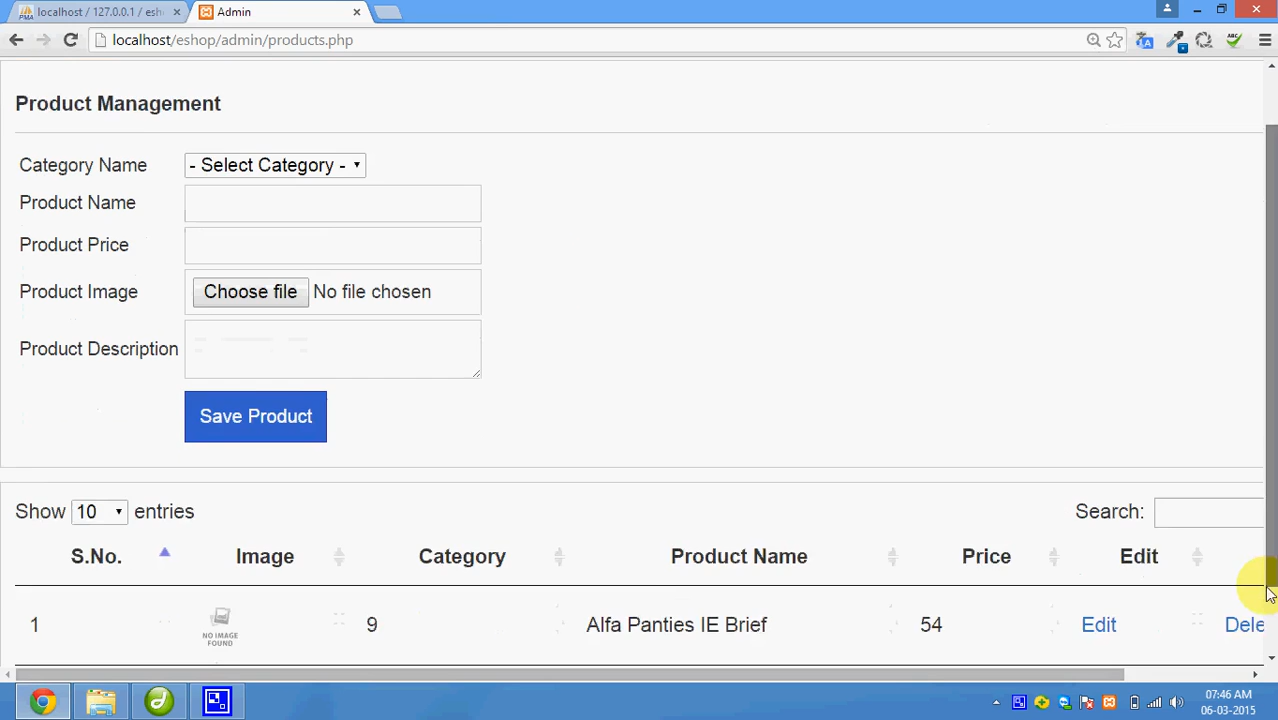 localhost / 127.0.0.1 / esh
Admin
localhost/eshop/admin/products.php
Product Management
Category Name
- Select Category -
Product Name
Product Price
Product Image
Choose file No file chosen
Product Description
Save Product
Show 10 entries
Search:
S.No. Image Category Product Name Price Edit
1 NO IMAGE FOUND 9 Alfa Panties IE Brief 54 Edit Dele
07:46 AM
06-03-2015